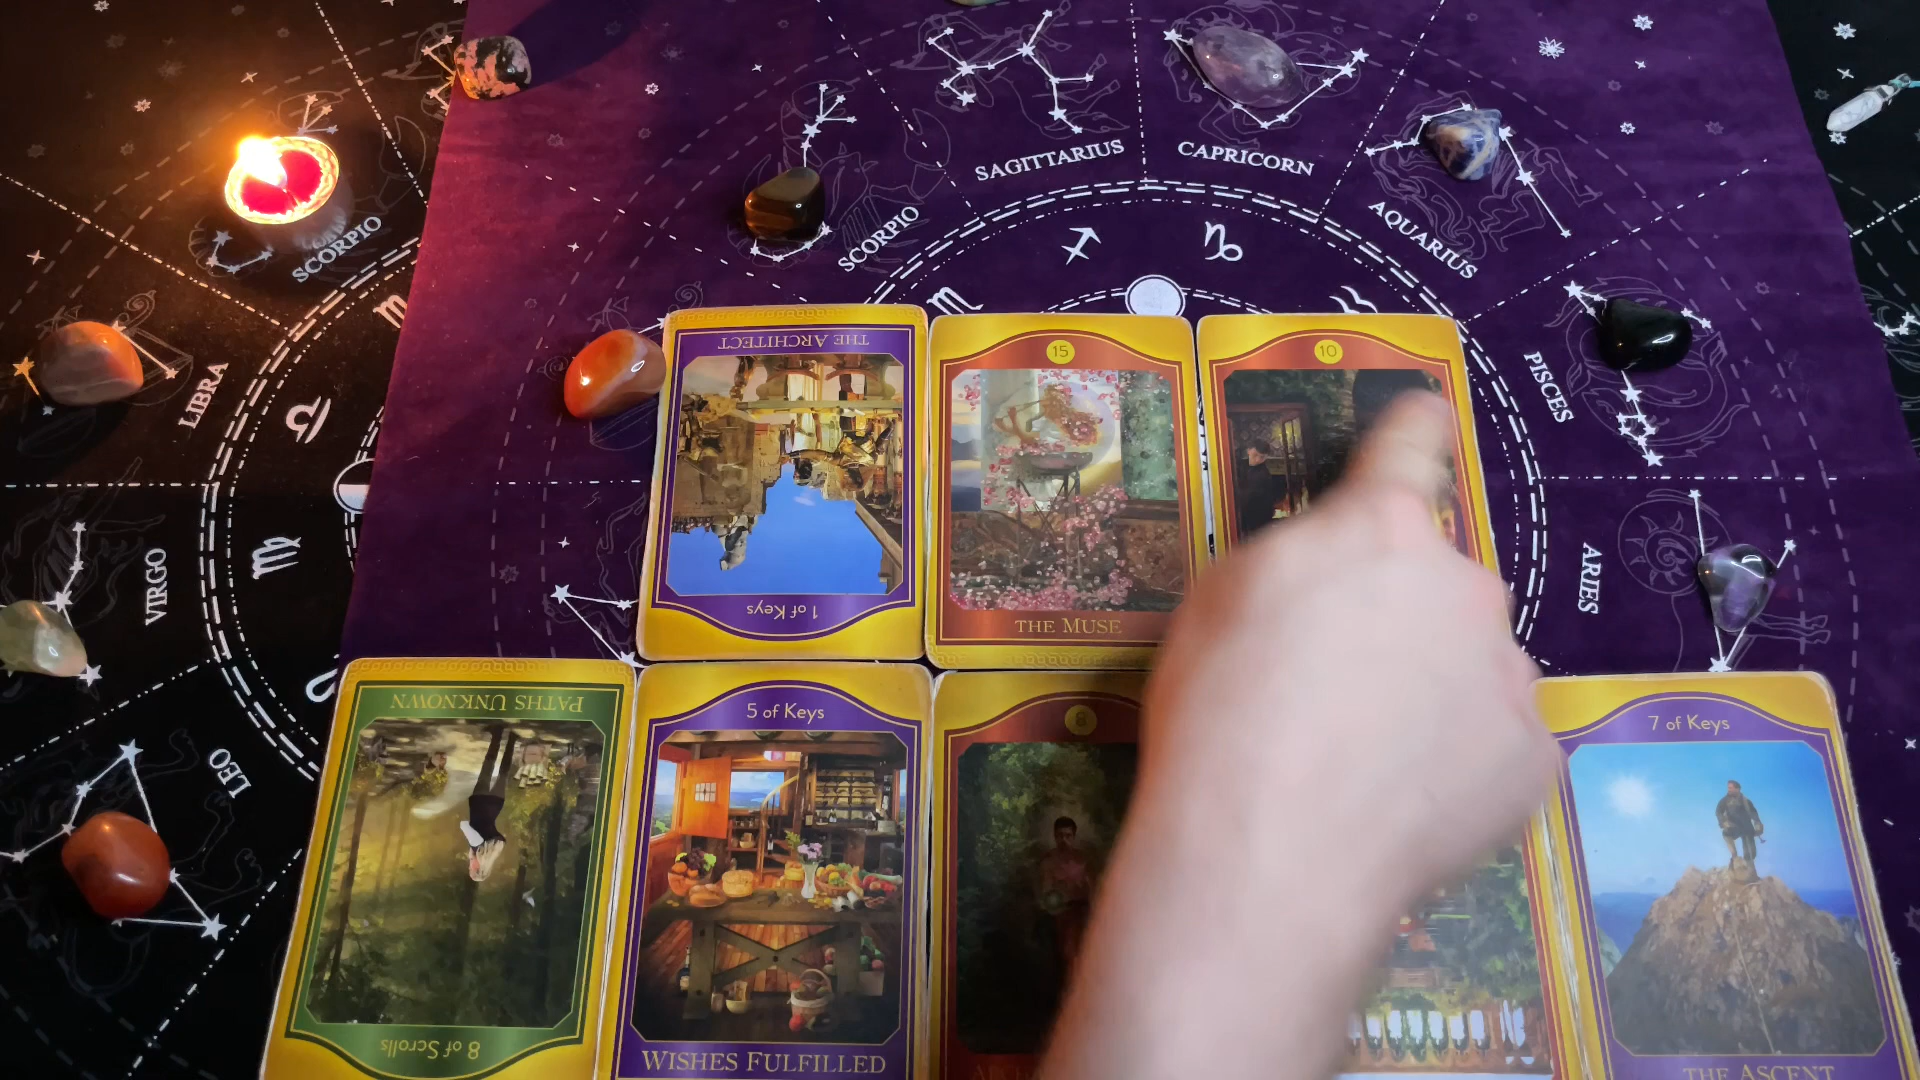 SAGITTARIUS
CAPRICORN
SCORPIO
SCORPIO
AQUARIUS
LIBRA
PISCES
VIRGO
ARIES
LEO
THE ARCHITECT
1 of Keys
15
THE MUSE
10
PATHS UNKNOWN
8 of Scrolls
5 of Keys
WISHES FULFILLED
8
7 of Keys
THE ASCENT